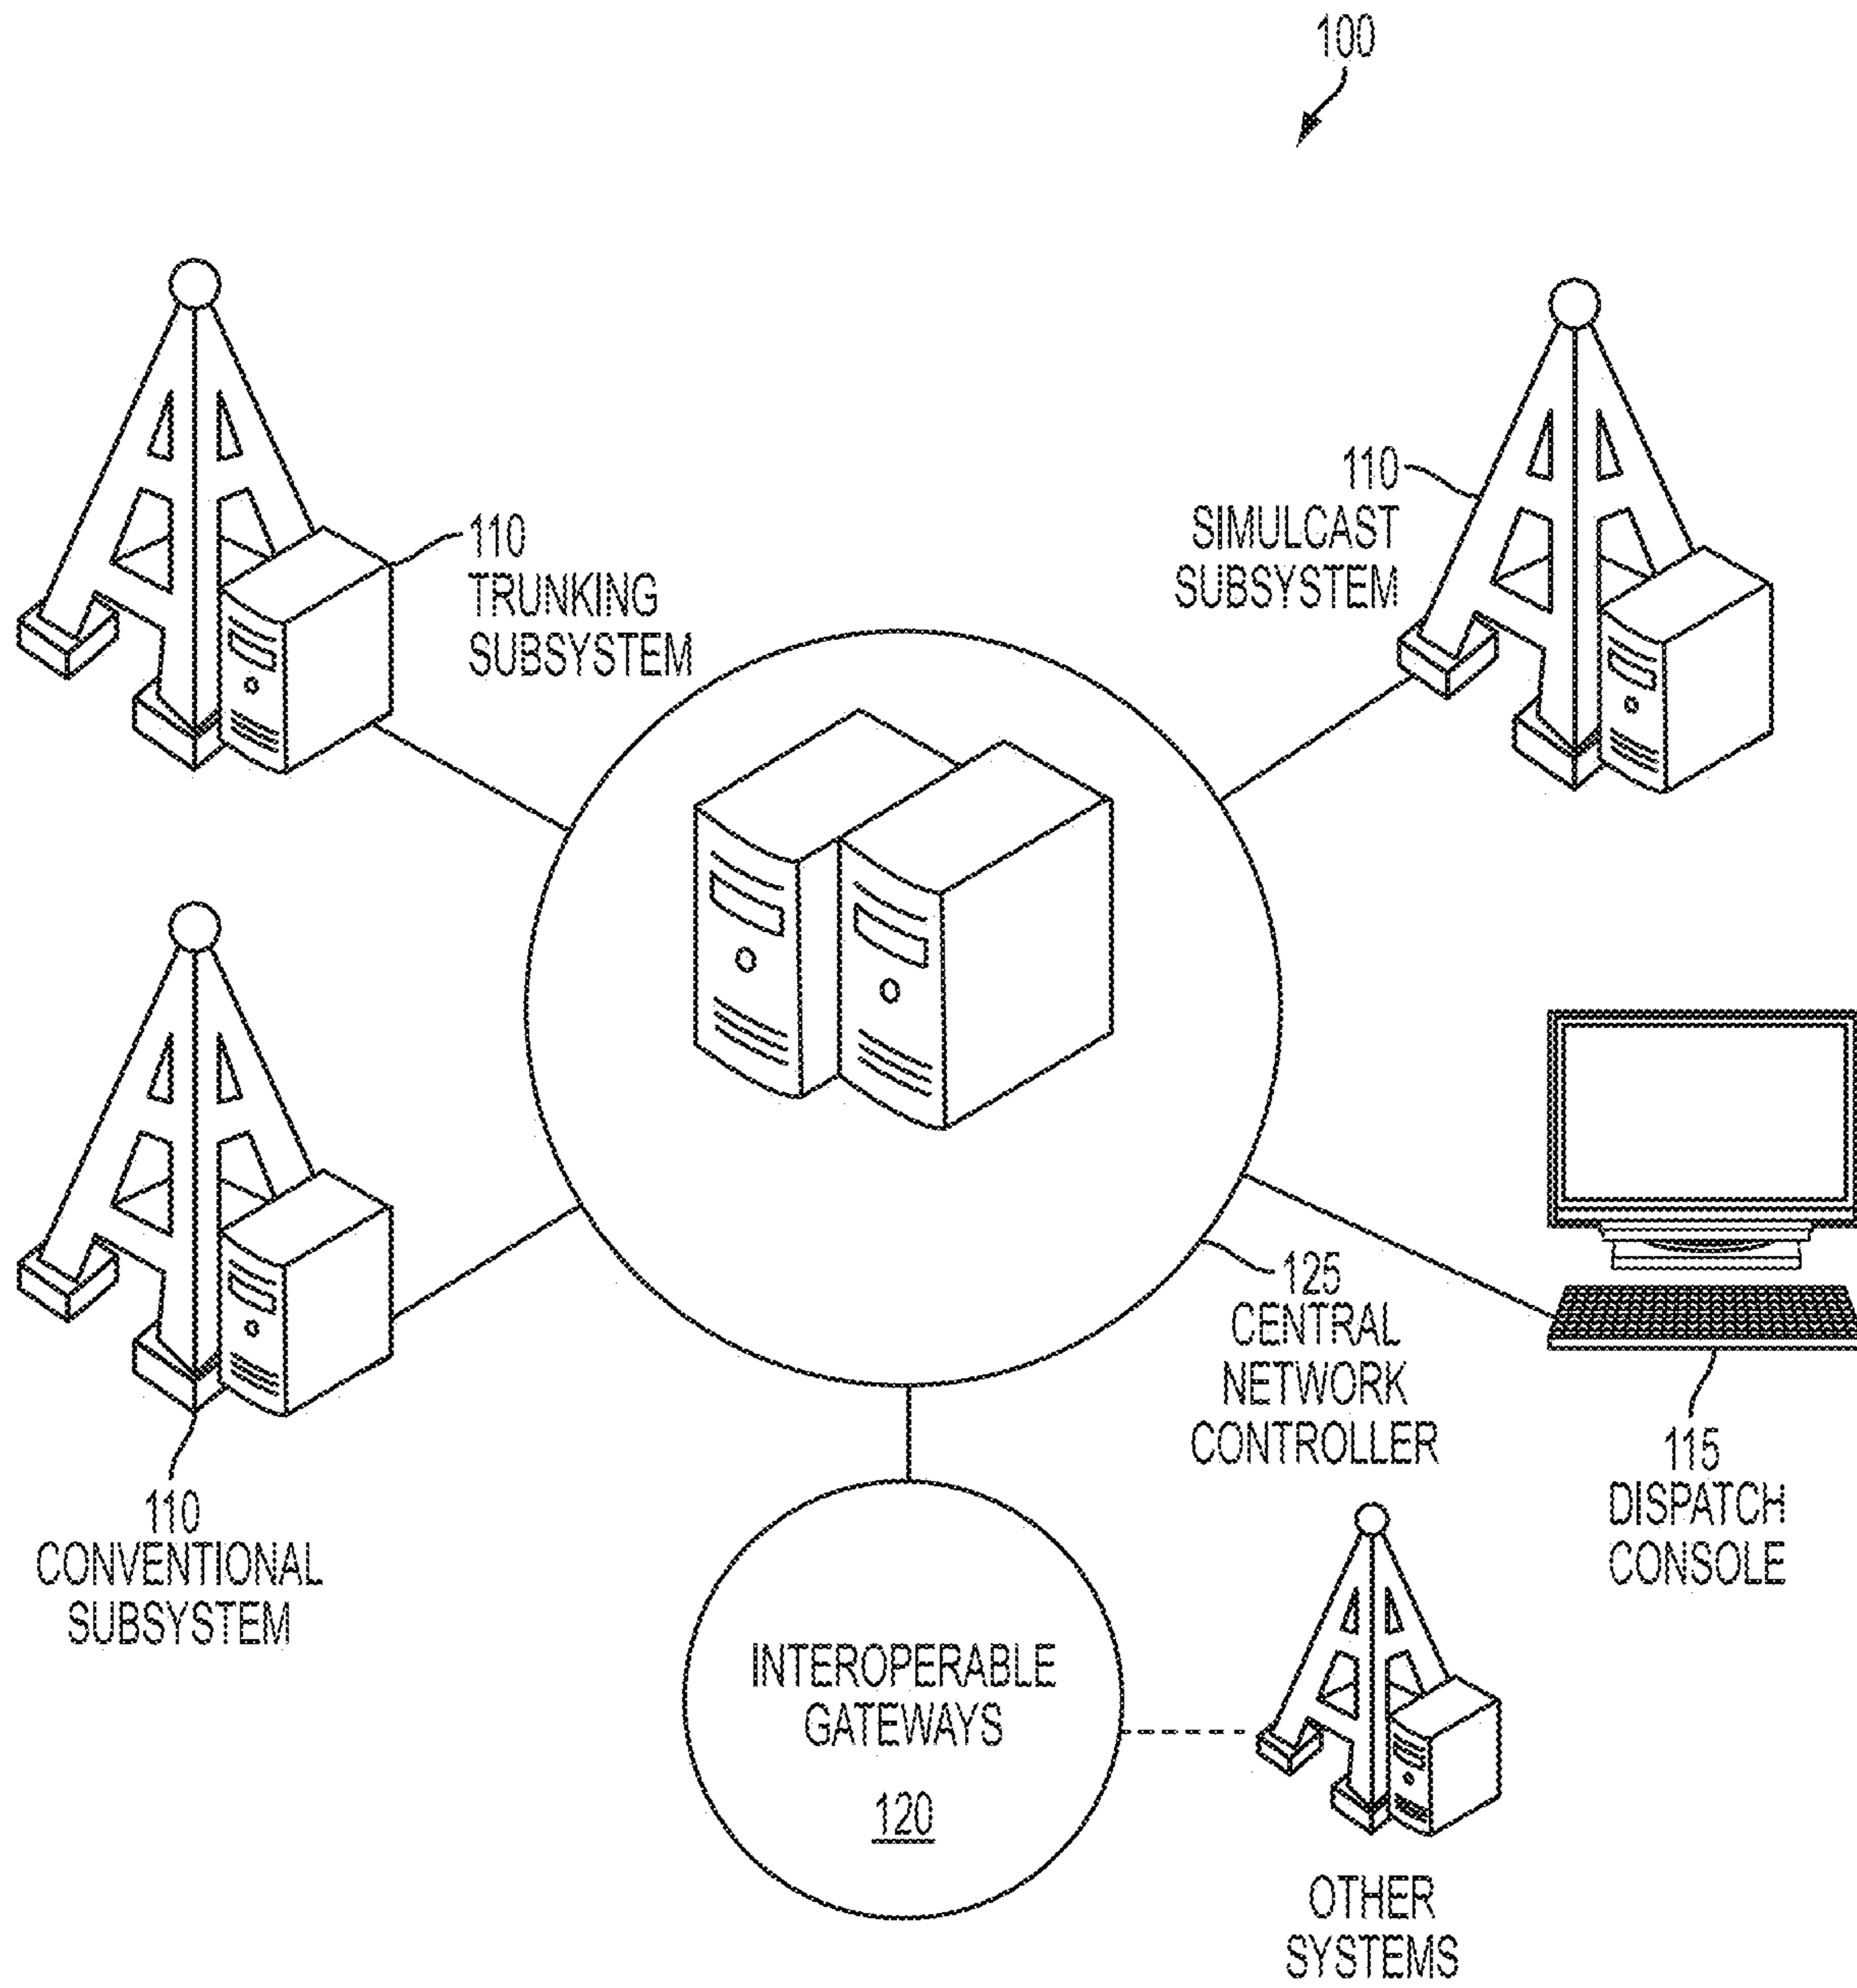 100
110
TRUNKING
SUBSYSTEM
110
SIMULCAST
SUBSYSTEM
125
CENTRAL
NETWORK
CONTROLLER
115
DISPATCH
CONSOLE
110
CONVENTIONAL
SUBSYSTEM
INTEROPERABLE
GATEWAYS
120
OTHER
SYSTEMS